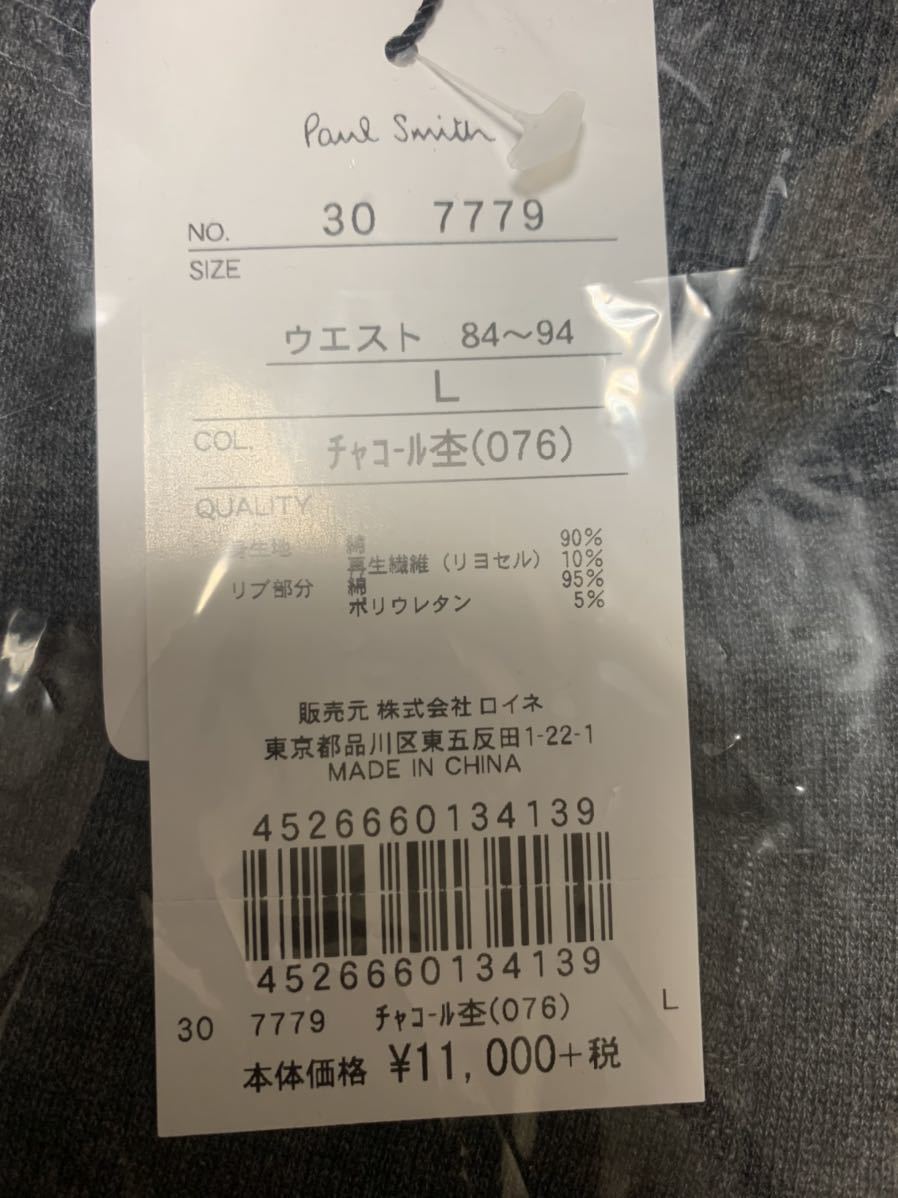 Paul Smith
NO. 30 7779
SIZE
ウエスト 84～94
L
COL. チャコール杢(076)
QUALITY
身生地 綿 90%
再生繊維（リヨセル） 10%
リブ部分 綿 95%
ポリウレタン 5%
販売元 株式会社 ロイネ
東京都品川区東五反田1-22-1
MADE IN CHINA
4526660134139
4526660134139
30 7779 チャコール杢(076) L
本体価格 ¥11,000+税